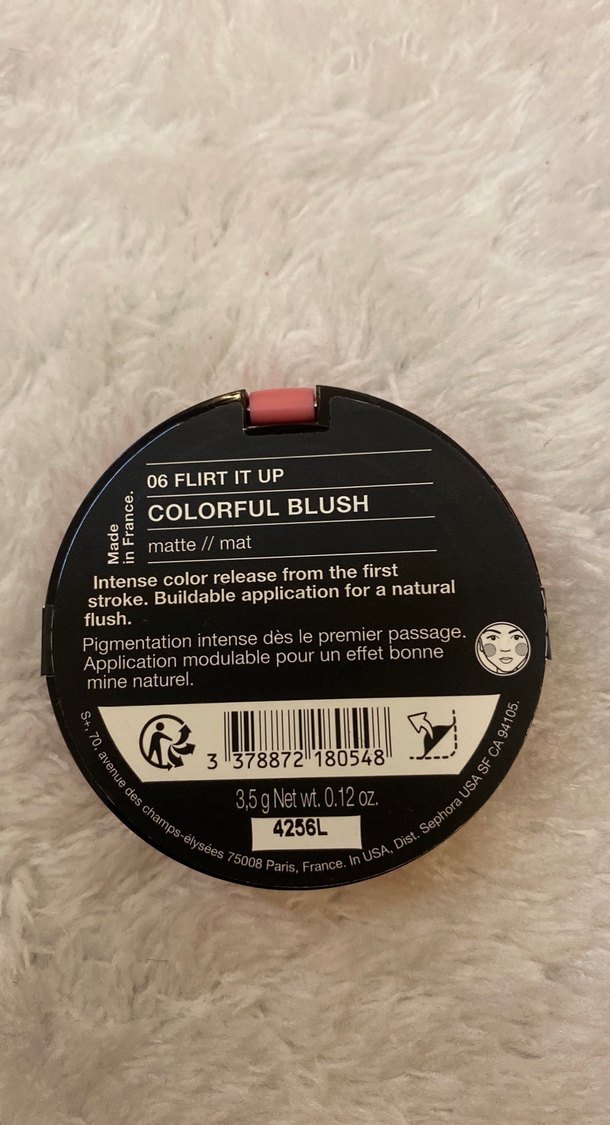 Made
in France.
06 FLIRT IT UP
COLORFUL BLUSH
matte // mat
Intense color release from the first
stroke. Buildable application for a natural
flush.
Pigmentation intense dès le premier passage.
Application modulable pour un effet bonne
mine naturel.
3 378872 180548
3,5 g Net wt. 0.12 oz.
4256L
S+, 70, avenue des champs-élysées 75008 Paris, France. In USA, Dist. Sephora USA SF CA 94105.